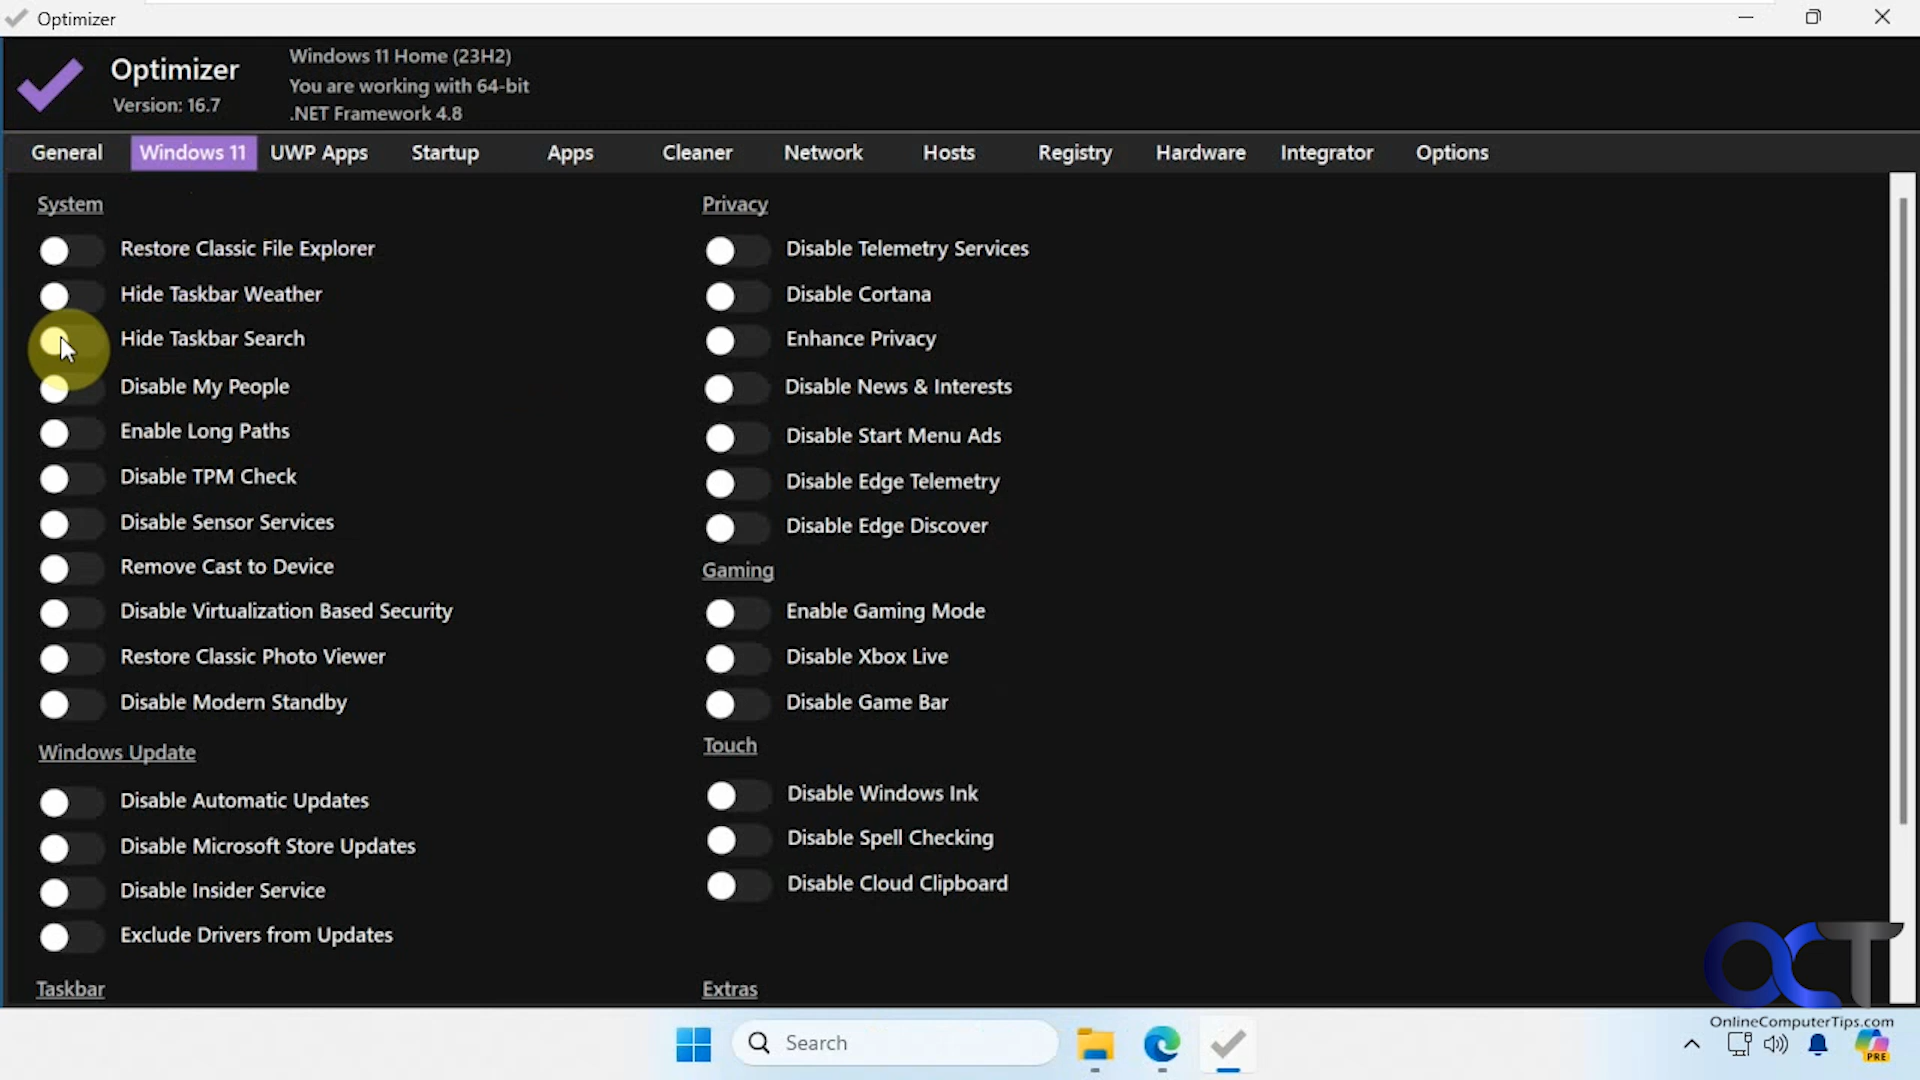 Optimizer
Optimizer
Version: 16.7
Windows 11 Home (23H2)
You are working with 64-bit
.NET Framework 4.8
General Windows 11 UWP Apps Startup Apps Cleaner Network Hosts Registry Hardware Integrator Options
System
Restore Classic File Explorer
Hide Taskbar Weather
Hide Taskbar Search
Disable My People
Enable Long Paths
Disable TPM Check
Disable Sensor Services
Remove Cast to Device
Disable Virtualization Based Security
Restore Classic Photo Viewer
Disable Modern Standby
Windows Update
Disable Automatic Updates
Disable Microsoft Store Updates
Disable Insider Service
Exclude Drivers from Updates
Taskbar
Privacy
Disable Telemetry Services
Disable Cortana
Enhance Privacy
Disable News & Interests
Disable Start Menu Ads
Disable Edge Telemetry
Disable Edge Discover
Gaming
Enable Gaming Mode
Disable Xbox Live
Disable Game Bar
Touch
Disable Windows Ink
Disable Spell Checking
Disable Cloud Clipboard
Extras
OCT
OnlineComputerTips.com
Search
PRE